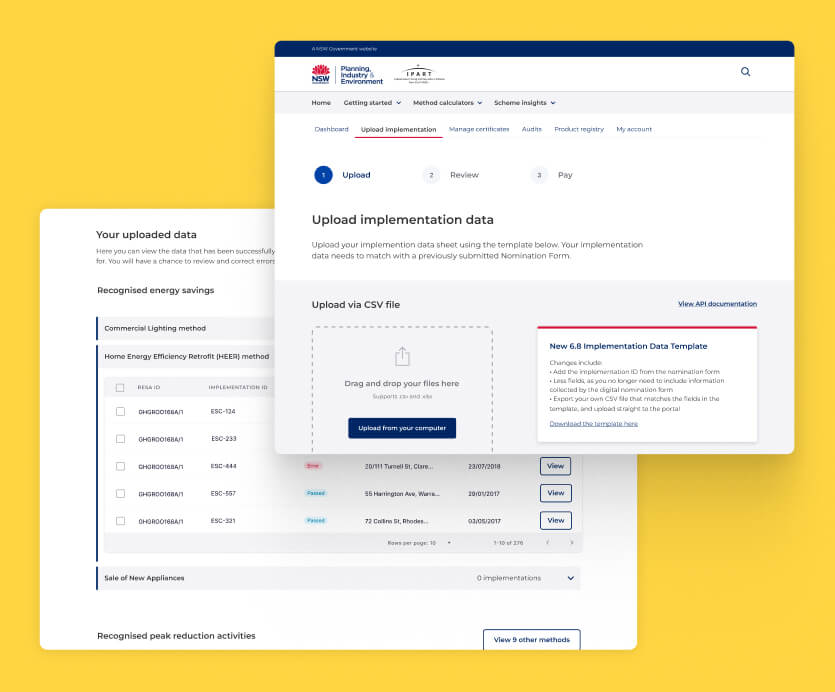 A NSW Government website
NSW
GOVERNMENT
Planning,
Industry &
Environment
IPART
Home
Getting started
Method calculators
Scheme insights
Dashboard
Upload implementation
Manage certificates
Audits
Product registry
My account
1
Upload
2
Review
3
Pay
Upload implementation data
Upload your implemention data sheet using the template below. Your implementation
data needs to match with a previously submitted Nomination Form.
Upload via CSV file
View API documentation
Drag and drop your files here
Supports .csv and .xlsx
Upload from your computer
New 6.8 Implementation Data Template
Changes include:
• Add the implementation ID from the nomination form
• Less fields, as you no longer need to include information
collected by the digital nomination form
• Export your own CSV file that matches the fields in the
template, and upload straight to the portal
Download the template here
Your uploaded data
Here you can view the data that has been successfully
for. You will have a chance to review and correct errors
Recognised energy savings
Commercial Lighting method
Home Energy Efficiency Retrofit (HEER) method
RESA ID
IMPLEMENTATION ID
GHGR00168A/1
ESC-124
GHGR00168A/1
ESC-233
GHGR00168A/1
ESC-444
Error
20/111 Turnell St, Clare...
23/07/2018
View
GHGR00168A/1
ESC-557
Passed
55 Harrington Ave, Warra...
29/01/2017
View
GHGR00168A/1
ESC-321
Passed
72 Collins St, Rhodes...
03/05/2017
View
Rows per page: 10
1-10 of 276
Sale of New Appliances
0 implementations
Recognised peak reduction activities
View 9 other methods